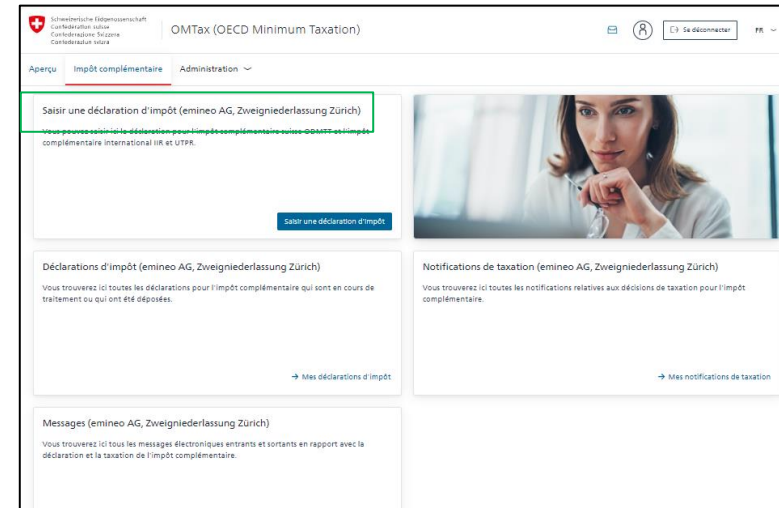 Schweizerische Eidgenossenschaft
Confédération suisse
Confederazione Svizzera
Confederaziun svizra
OMTax (OECD Minimum Taxation)
Se déconnecter
FR
Aperçu
Impôt complémentaire
Administration
Saisir une déclaration d'impôt (emineo AG, Zweigniederlassung Zürich)
Vous pouvez saisir ici la déclaration pour l'impôt complémentaire suisse QDMTT et l'impôt
complémentaire international IIR et UTPR.
Saisir une déclaration d'impôt
Déclarations d'impôt (emineo AG, Zweigniederlassung Zürich)
Vous trouverez ici toutes les déclarations pour l'impôt complémentaire qui sont en cours de
traitement ou qui ont été déposées.
→ Mes déclarations d'impôt
Notifications de taxation (emineo AG, Zweigniederlassung Zürich)
Vous trouverez ici toutes les notifications relatives aux décisions de taxation pour l'impôt
complémentaire.
→ Mes notifications de taxation
Messages (emineo AG, Zweigniederlassung Zürich)
Vous trouverez ici tous les messages électroniques entrants et sortants en rapport avec la
déclaration et la taxation de l'impôt complémentaire.